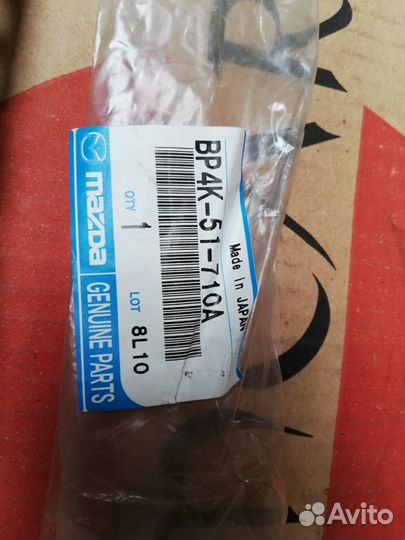 BP4K-51-710A
Made in JAPAN
QTY 1 LOT 8L10
mazda GENUINE PARTS
Avito